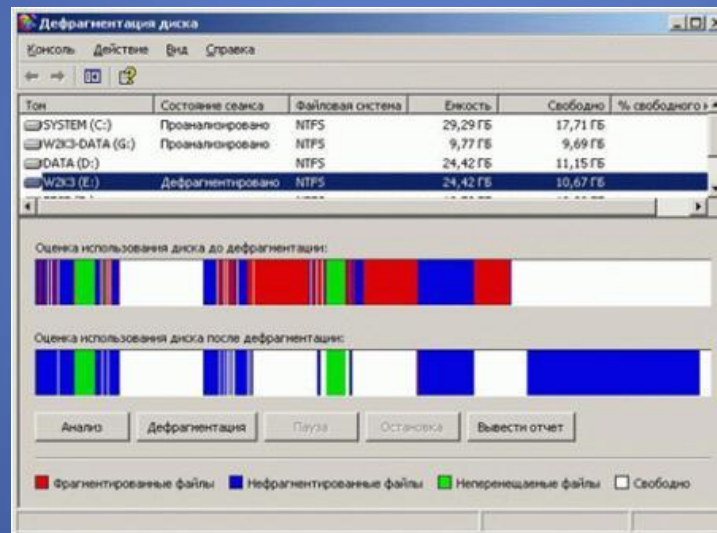 Дефрагментация диска
Консоль Действие Вид Справка
Том Состояние сеанса Файловая система Емкость Свободно % свободного
SYSTEM (C:) Проанализировано NTFS 29,29 ГБ 17,71 ГБ
W2K3-DATA (G:) Проанализировано NTFS 9,77 ГБ 9,69 ГБ
DATA (D:) NTFS 24,42 ГБ 11,15 ГБ
W2K3 (E:) Дефрагментировано NTFS 24,42 ГБ 10,67 ГБ
Оценка использования диска до дефрагментации:
Оценка использования диска после дефрагментации:
Анализ Дефрагментация Пауза Остановка Вывести отчет
Фрагментированные файлы Нефрагментированные файлы Неперемещаемые файлы Свободно